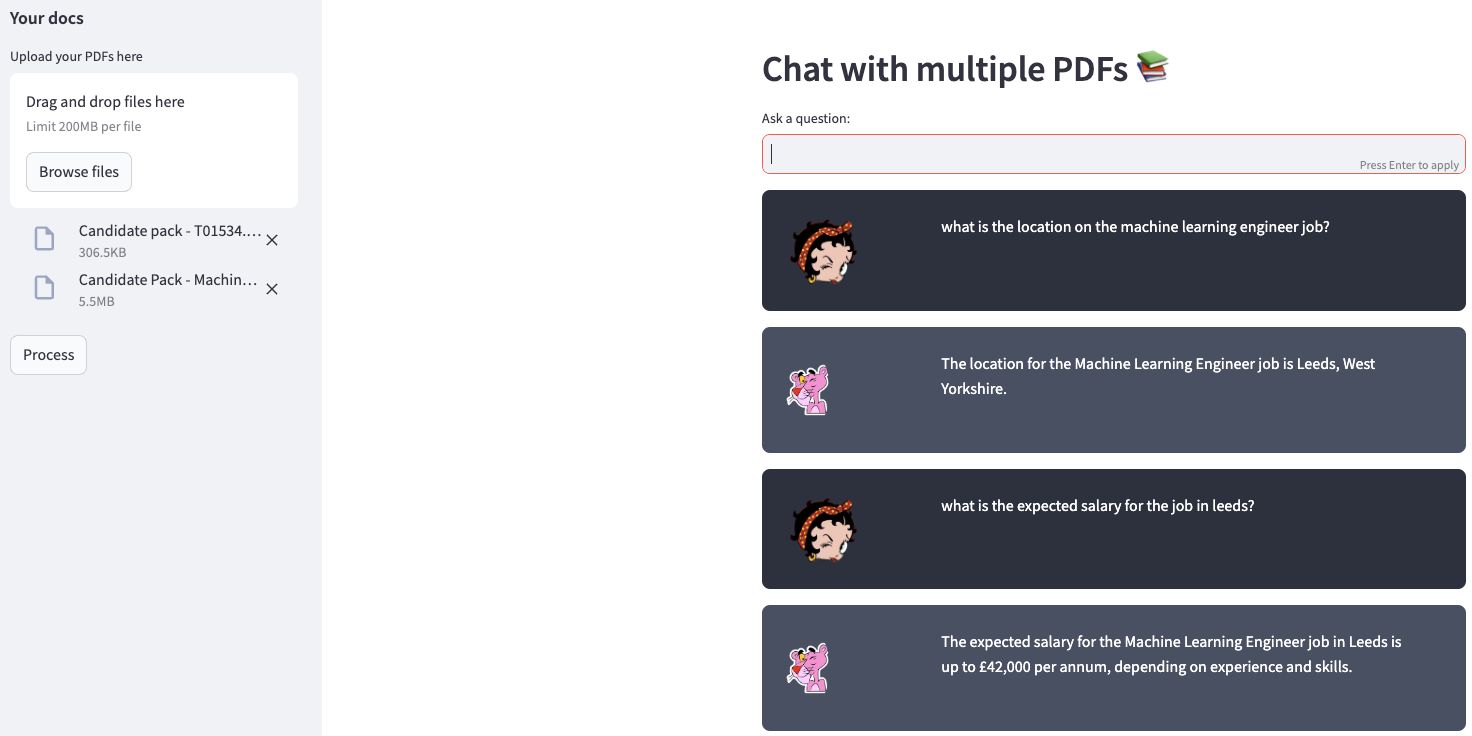 Your docs
Upload your PDFs here
Drag and drop files here
Limit 200MB per file
Browse files
Candidate pack - T01534....
306.5KB
Candidate Pack - Machin...
5.5MB
Process
Chat with multiple PDFs
Ask a question:
Press Enter to apply
what is the location on the machine learning engineer job?
The location for the Machine Learning Engineer job is Leeds, West
Yorkshire.
what is the expected salary for the job in leeds?
The expected salary for the Machine Learning Engineer job in Leeds is
up to £42,000 per annum, depending on experience and skills.